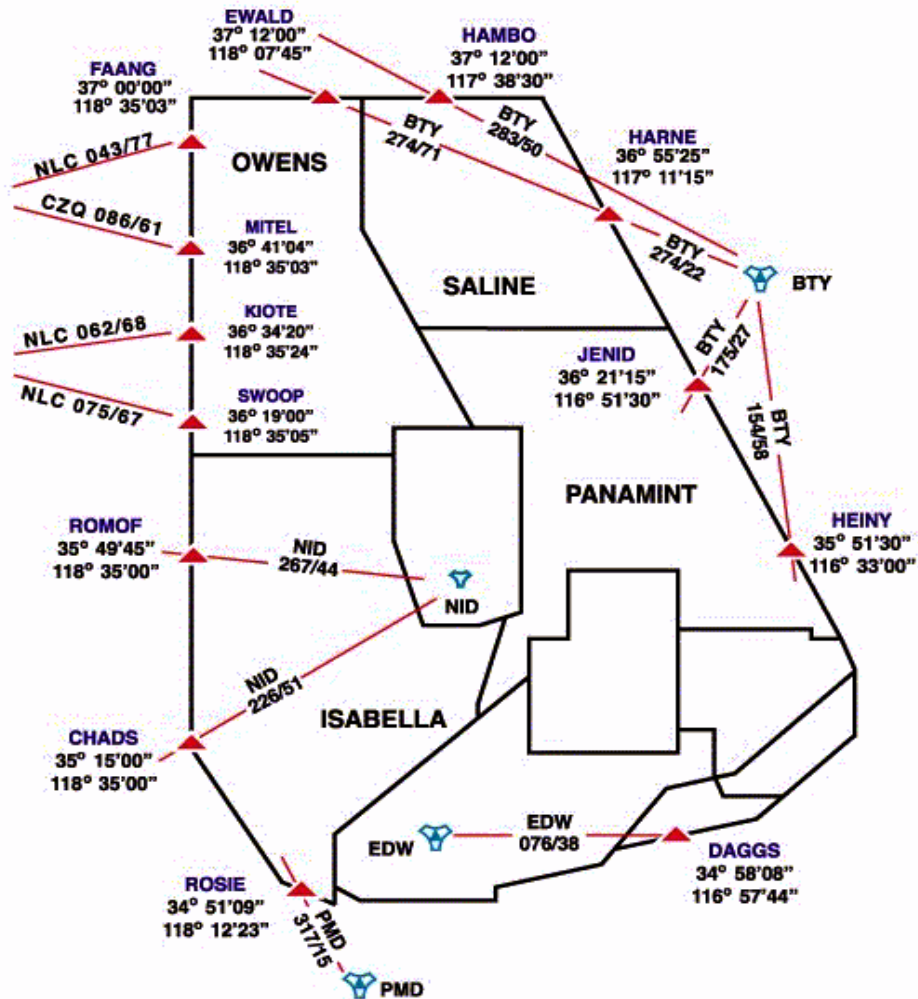 EWALD
37° 12'00"
118° 07'45"
HAMBO
37° 12'00"
117° 38'30"
FAANG
37° 00'00"
118° 35'03"
BTY
283/50
BTY
274/71
HARNE
36° 55'25"
117° 11'15"
NLC 043/77
OWENS
CZQ 086/61
MITEL
36° 41'04"
118° 35'03"
BTY
274/22
BTY
SALINE
KIOTE
36° 34'20"
118° 35'24"
NLC 062/68
BTY
175/27
JENID
36° 21'15"
116° 51'30"
SWOOP
36° 19'00"
118° 35'05"
NLC 075/67
BTY
154/58
PANAMINT
ROMOF
35° 49'45"
118° 35'00"
NID
267/44
HEINY
35° 51'30"
116° 33'00"
NID
NID
226/51
ISABELLA
CHADS
35° 15'00"
118° 35'00"
EDW
EDW
076/38
DAGGS
34° 58'08"
116° 57'44"
ROSIE
34° 51'09"
118° 12'23"
PMD
317/15
PMD